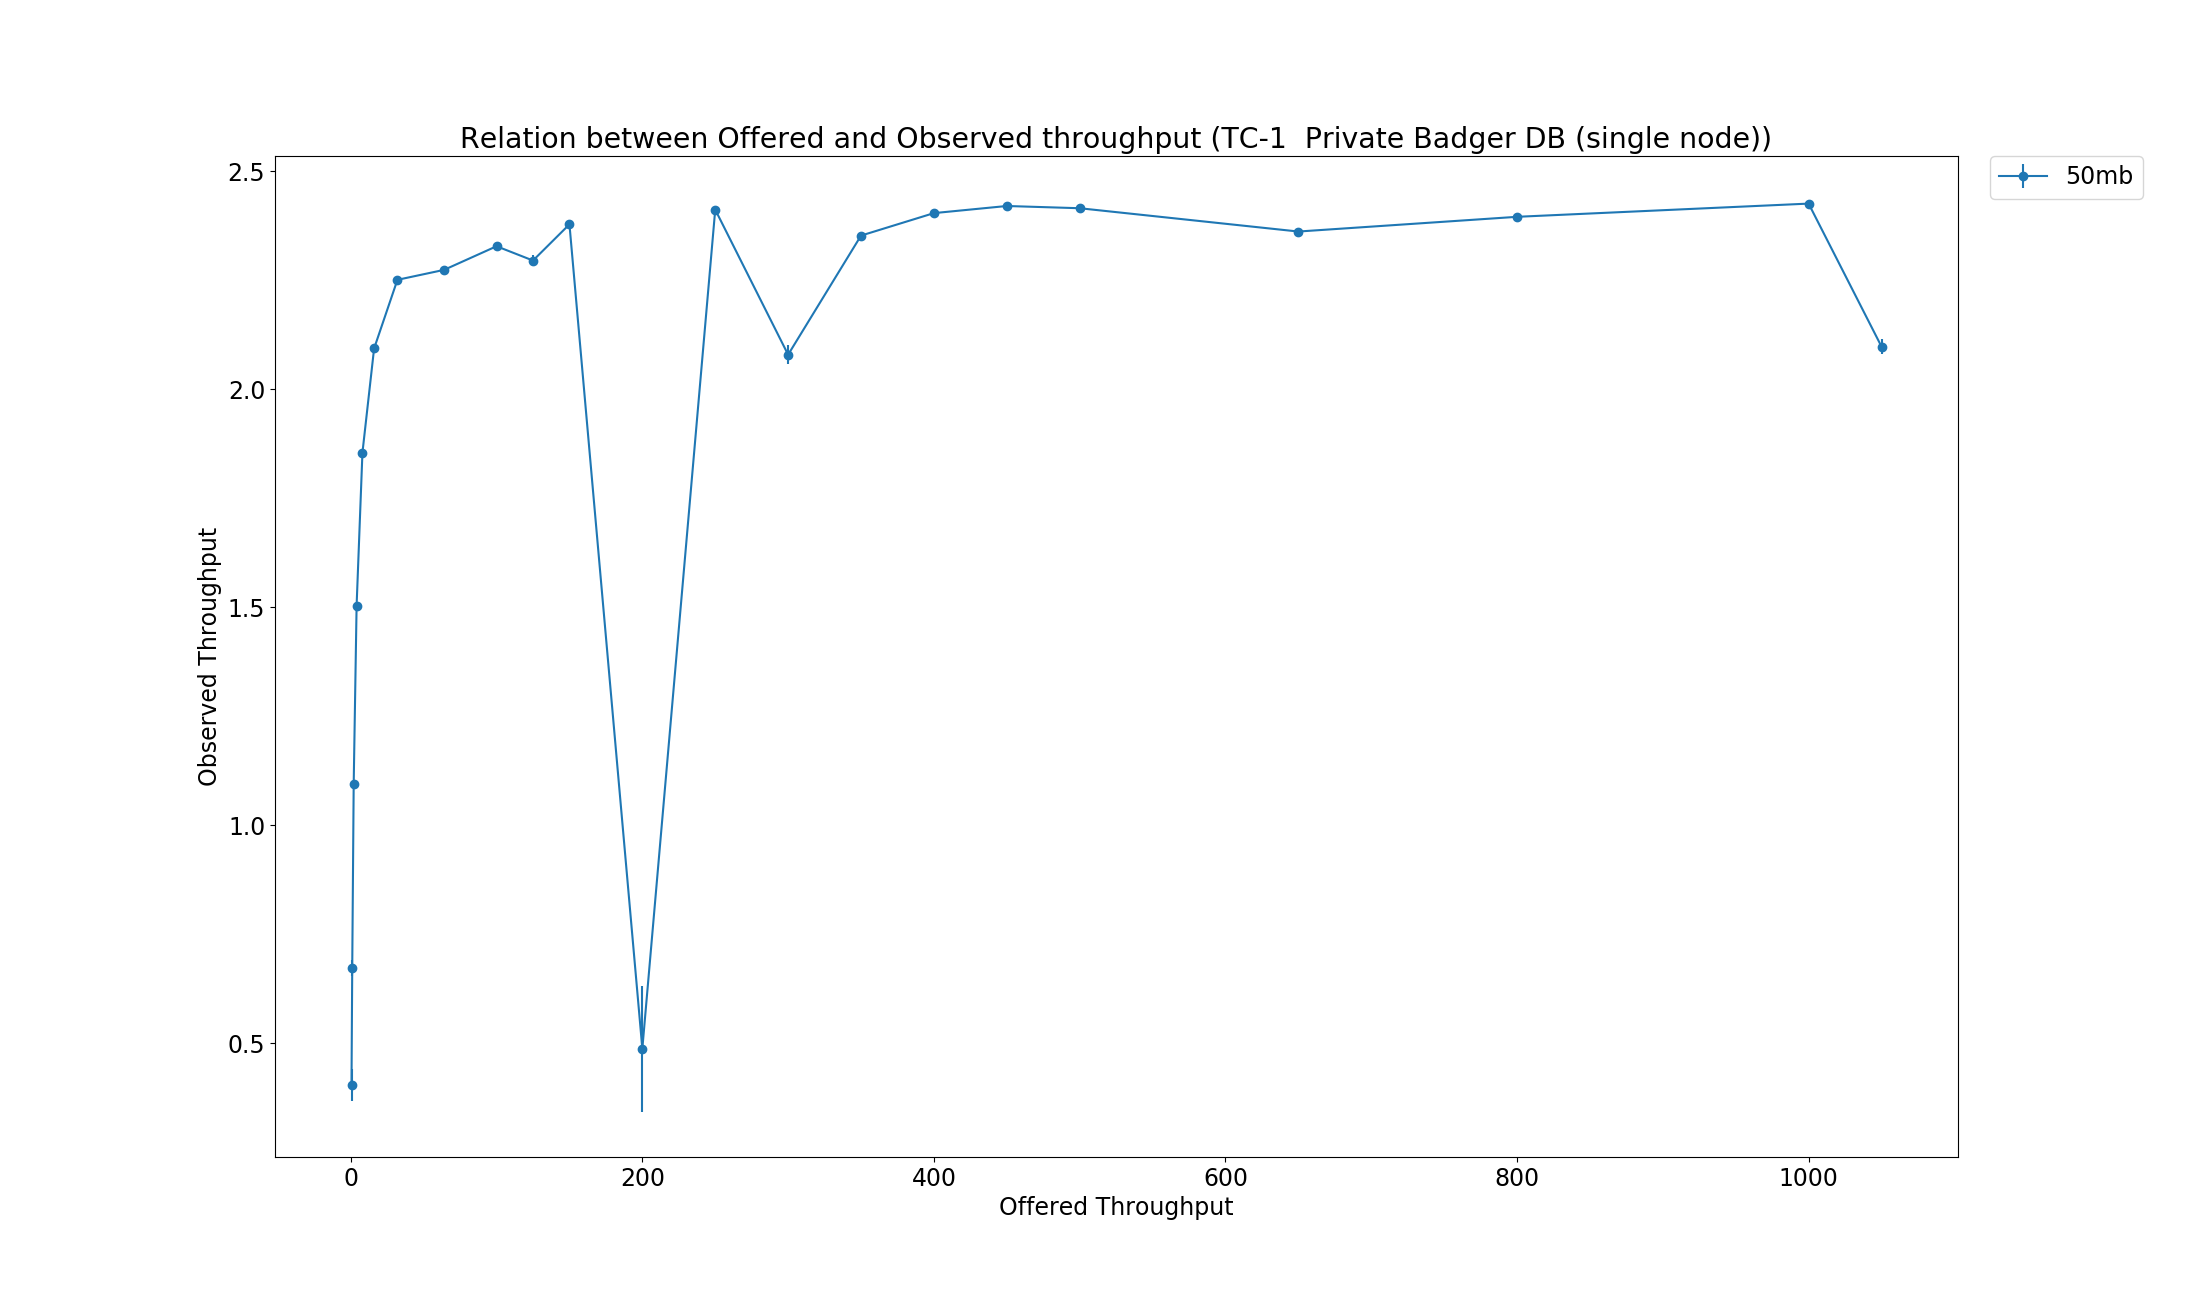 Relation between Offered and Observed throughput (TC-1  Private Badger DB (single node))
50mb
Observed Throughput
2.5
2.0
1.5
1.0
0.5
0 200 400 600 800 1000
Offered Throughput